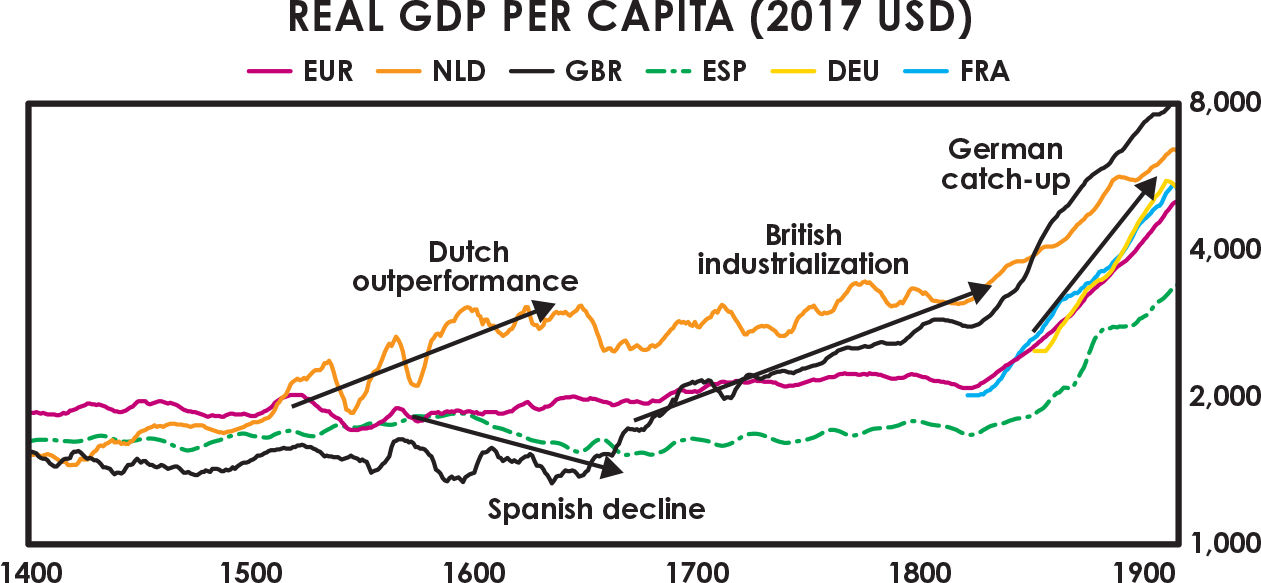 REAL GDP PER CAPITA (2017 USD)
EUR NLD GBR ESP DEU FRA
8,000
German
catch-up
British
industrialization
Dutch
outperformance
4,000
2,000
Spanish decline
1,000
1400 1500 1600 1700 1800 1900